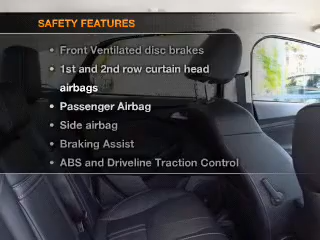 SAFETY FEATURES
• Front Ventilated disc brakes
• 1st and 2nd row curtain head
airbags
• Passenger Airbag
• Side airbag
• Braking Assist
• ABS and Driveline Traction Control